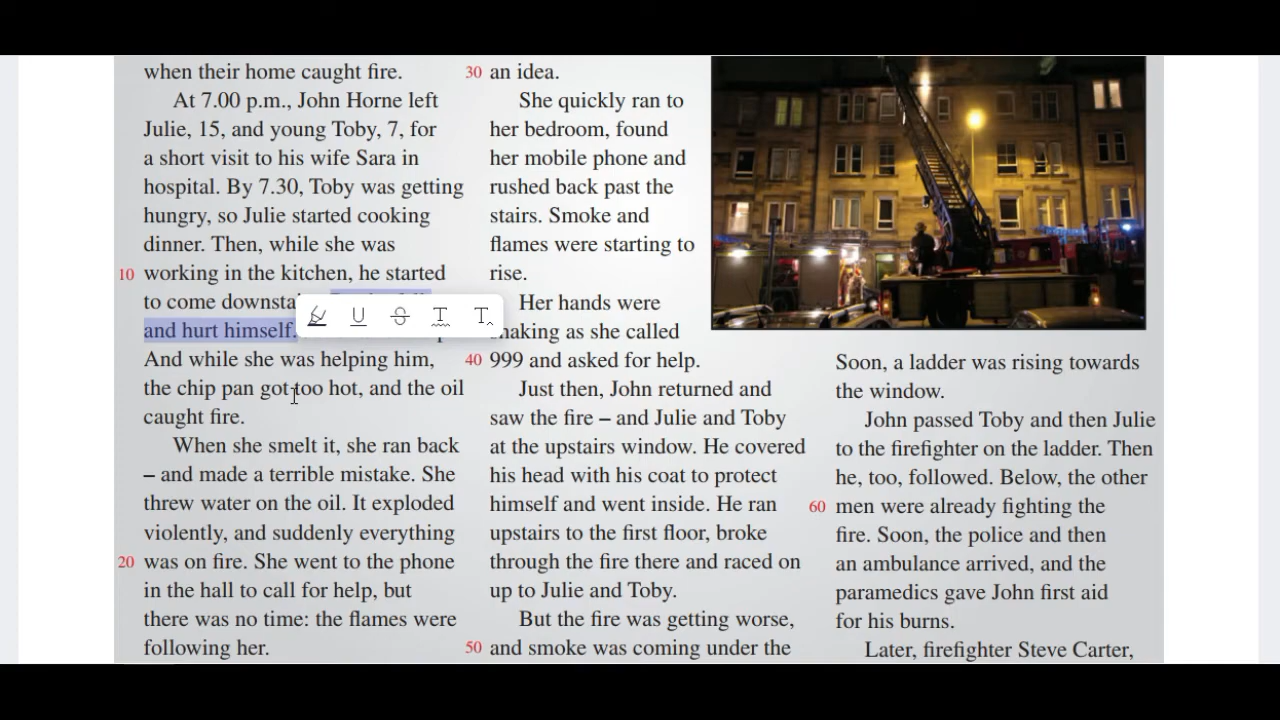 when their home caught fire.
At 7.00 p.m., John Horne left
Julie, 15, and young Toby, 7, for
a short visit to his wife Sara in
hospital. By 7.30, Toby was getting
hungry, so Julie started cooking
dinner. Then, while she was
10 working in the kitchen, he started
to come downsta
and hurt himself.
And while she was helping him,
the chip pan got too hot, and the oil
caught fire.
When she smelt it, she ran back
– and made a terrible mistake. She
threw water on the oil. It exploded
violently, and suddenly everything
20 was on fire. She went to the phone
in the hall to call for help, but
there was no time: the flames were
following her.
30 an idea.
She quickly ran to
her bedroom, found
her mobile phone and
rushed back past the
stairs. Smoke and
flames were starting to
rise.
Her hands were
shaking as she called
40 999 and asked for help.
Just then, John returned and
saw the fire – and Julie and Toby
at the upstairs window. He covered
his head with his coat to protect
himself and went inside. He ran
upstairs to the first floor, broke
through the fire there and raced on
up to Julie and Toby.
But the fire was getting worse,
50 and smoke was coming under the
Soon, a ladder was rising towards
the window.
John passed Toby and then Julie
to the firefighter on the ladder. Then
he, too, followed. Below, the other
60 men were already fighting the
fire. Soon, the police and then
an ambulance arrived, and the
paramedics gave John first aid
for his burns.
Later, firefighter Steve Carter,